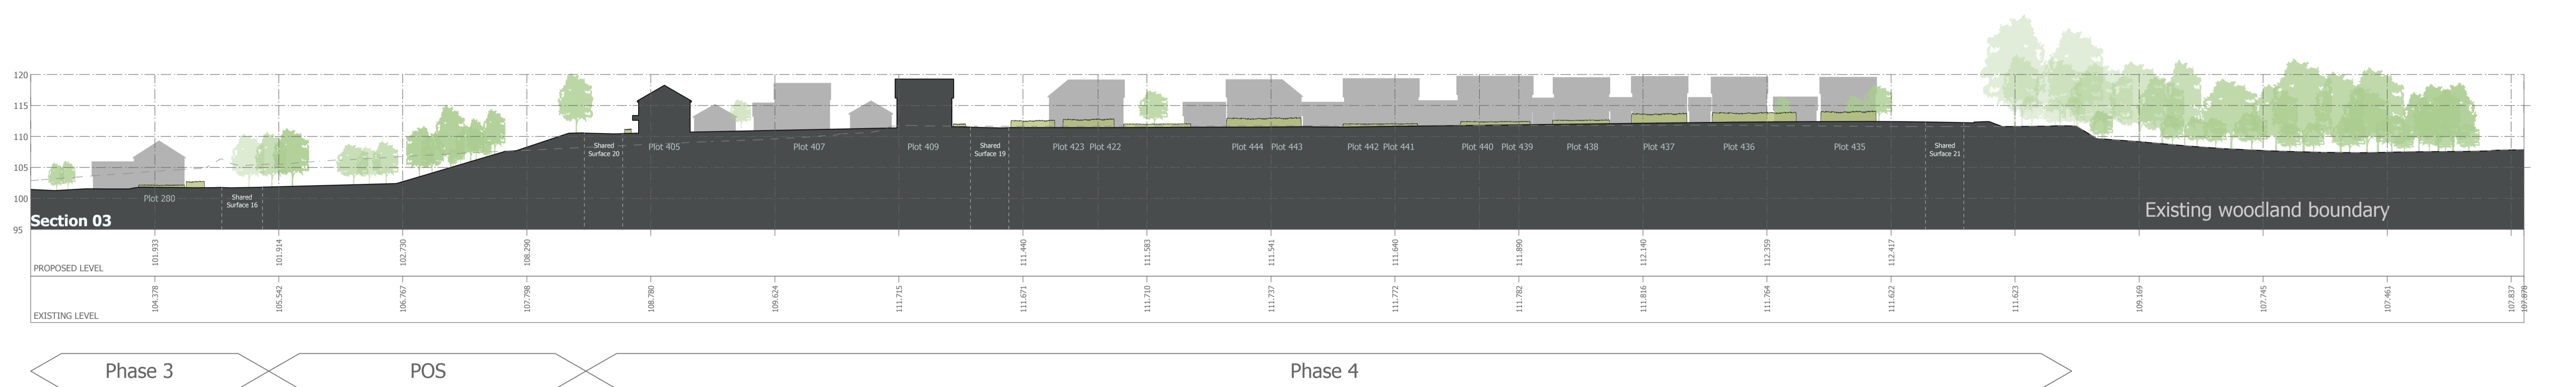 120
115
110
105
100
95
Plot 280
Shared
Surface 16
Shared
Surface 20
Plot 405
Plot 407
Plot 409
Shared
Surface 19
Plot 423 Plot 422
Plot 444 Plot 443
Plot 442 Plot 441
Plot 440 Plot 439
Plot 438
Plot 437
Plot 436
Plot 435
Shared
Surface 21
Section 03
Existing woodland boundary
PROPOSED LEVEL
101.933 101.914 102.730 108.290 111.440 111.583 111.541 111.640 111.890 112.140 112.359 112.417
EXISTING LEVEL
104.378 105.542 106.767 107.798 108.780 109.624 111.715 111.671 111.710 111.737 111.772 111.782 111.816 111.764 111.622 111.623 109.169 107.745 107.461 107.837 107.878
Phase 3
POS
Phase 4